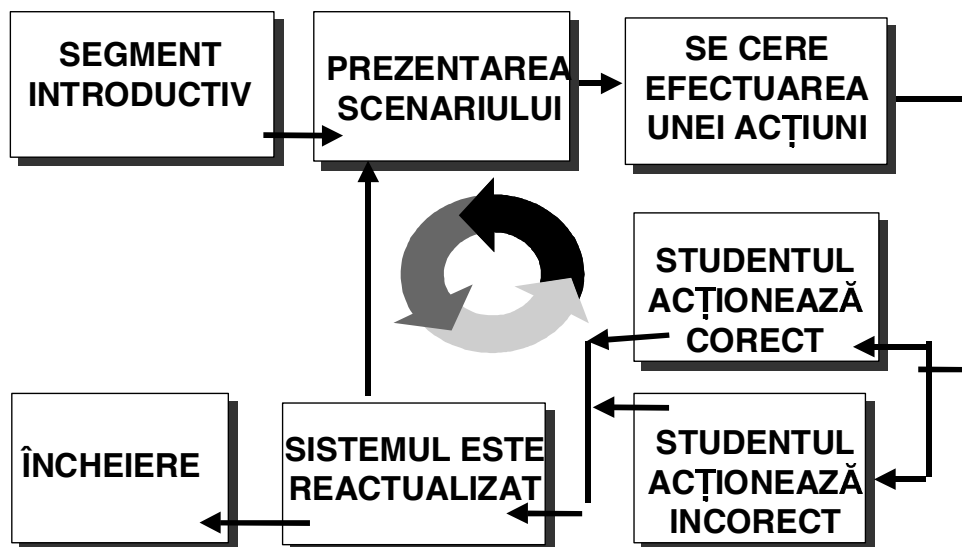 SEGMENT
INTRODUCTIV
PREZENTAREA
SCENARIULUI
SE CERE
EFECTUAREA
UNEI ACȚIUNI
STUDENTUL
ACȚIONEAZĂ
CORECT
ÎNCHEIERE
SISTEMUL ESTE
REACTUALIZAT
STUDENTUL
ACȚIONEAZĂ
INCORECT